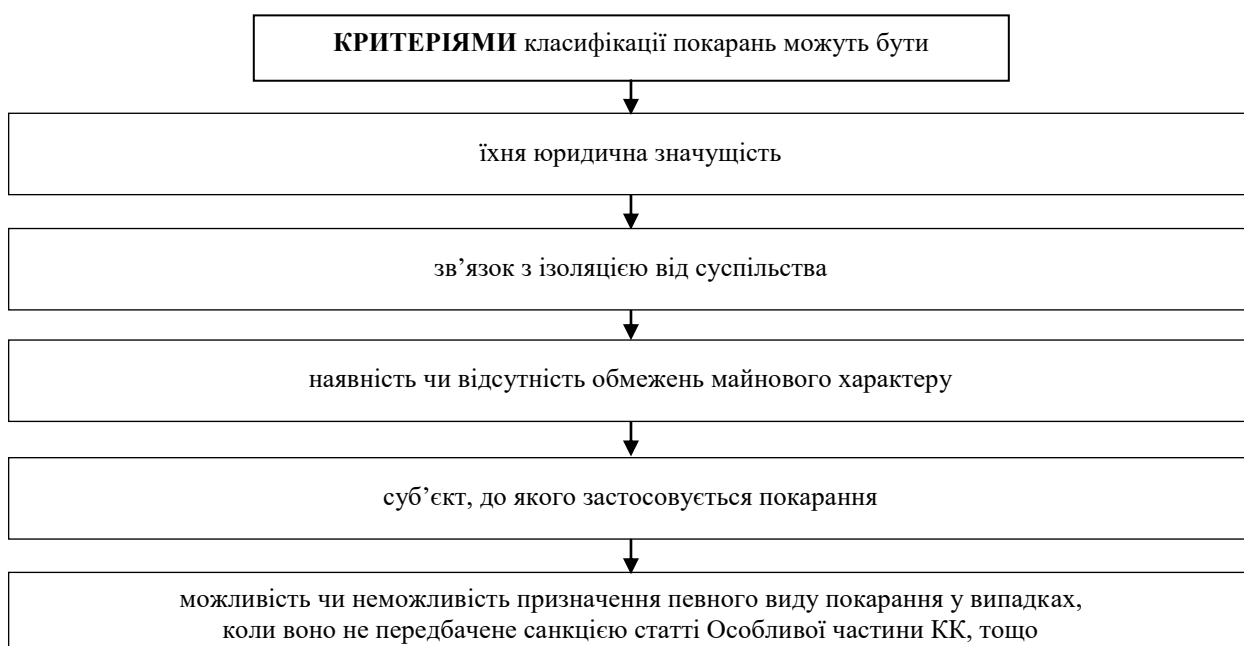 КРИТЕРІЯМИ класифікації покарань можуть бути
їхня юридична значущість
зв’язок з ізоляцією від суспільства
наявність чи відсутність обмежень майнового характеру
суб’єкт, до якого застосовується покарання
можливість чи неможливість призначення певного виду покарання у випадках,
коли воно не передбачене санкцією статті Особливої частини КК, тощо